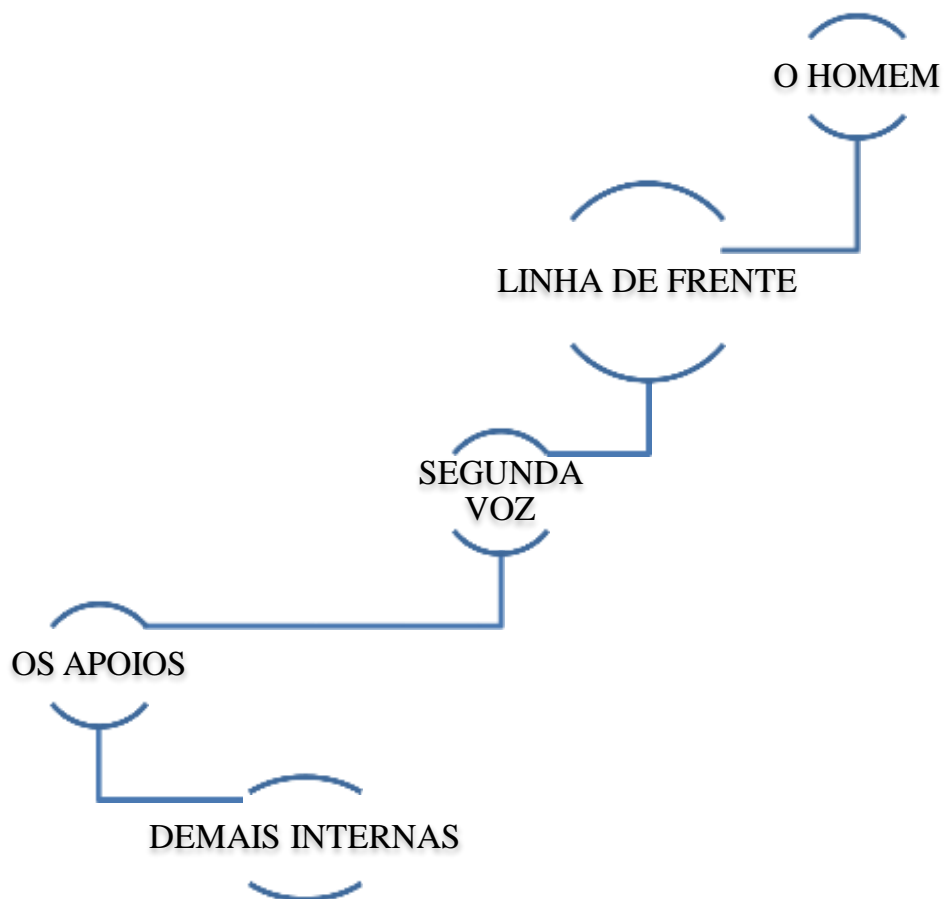 O HOMEM
LINHA DE FRENTE
SEGUNDA
VOZ
OS APOIOS
DEMAIS INTERNAS